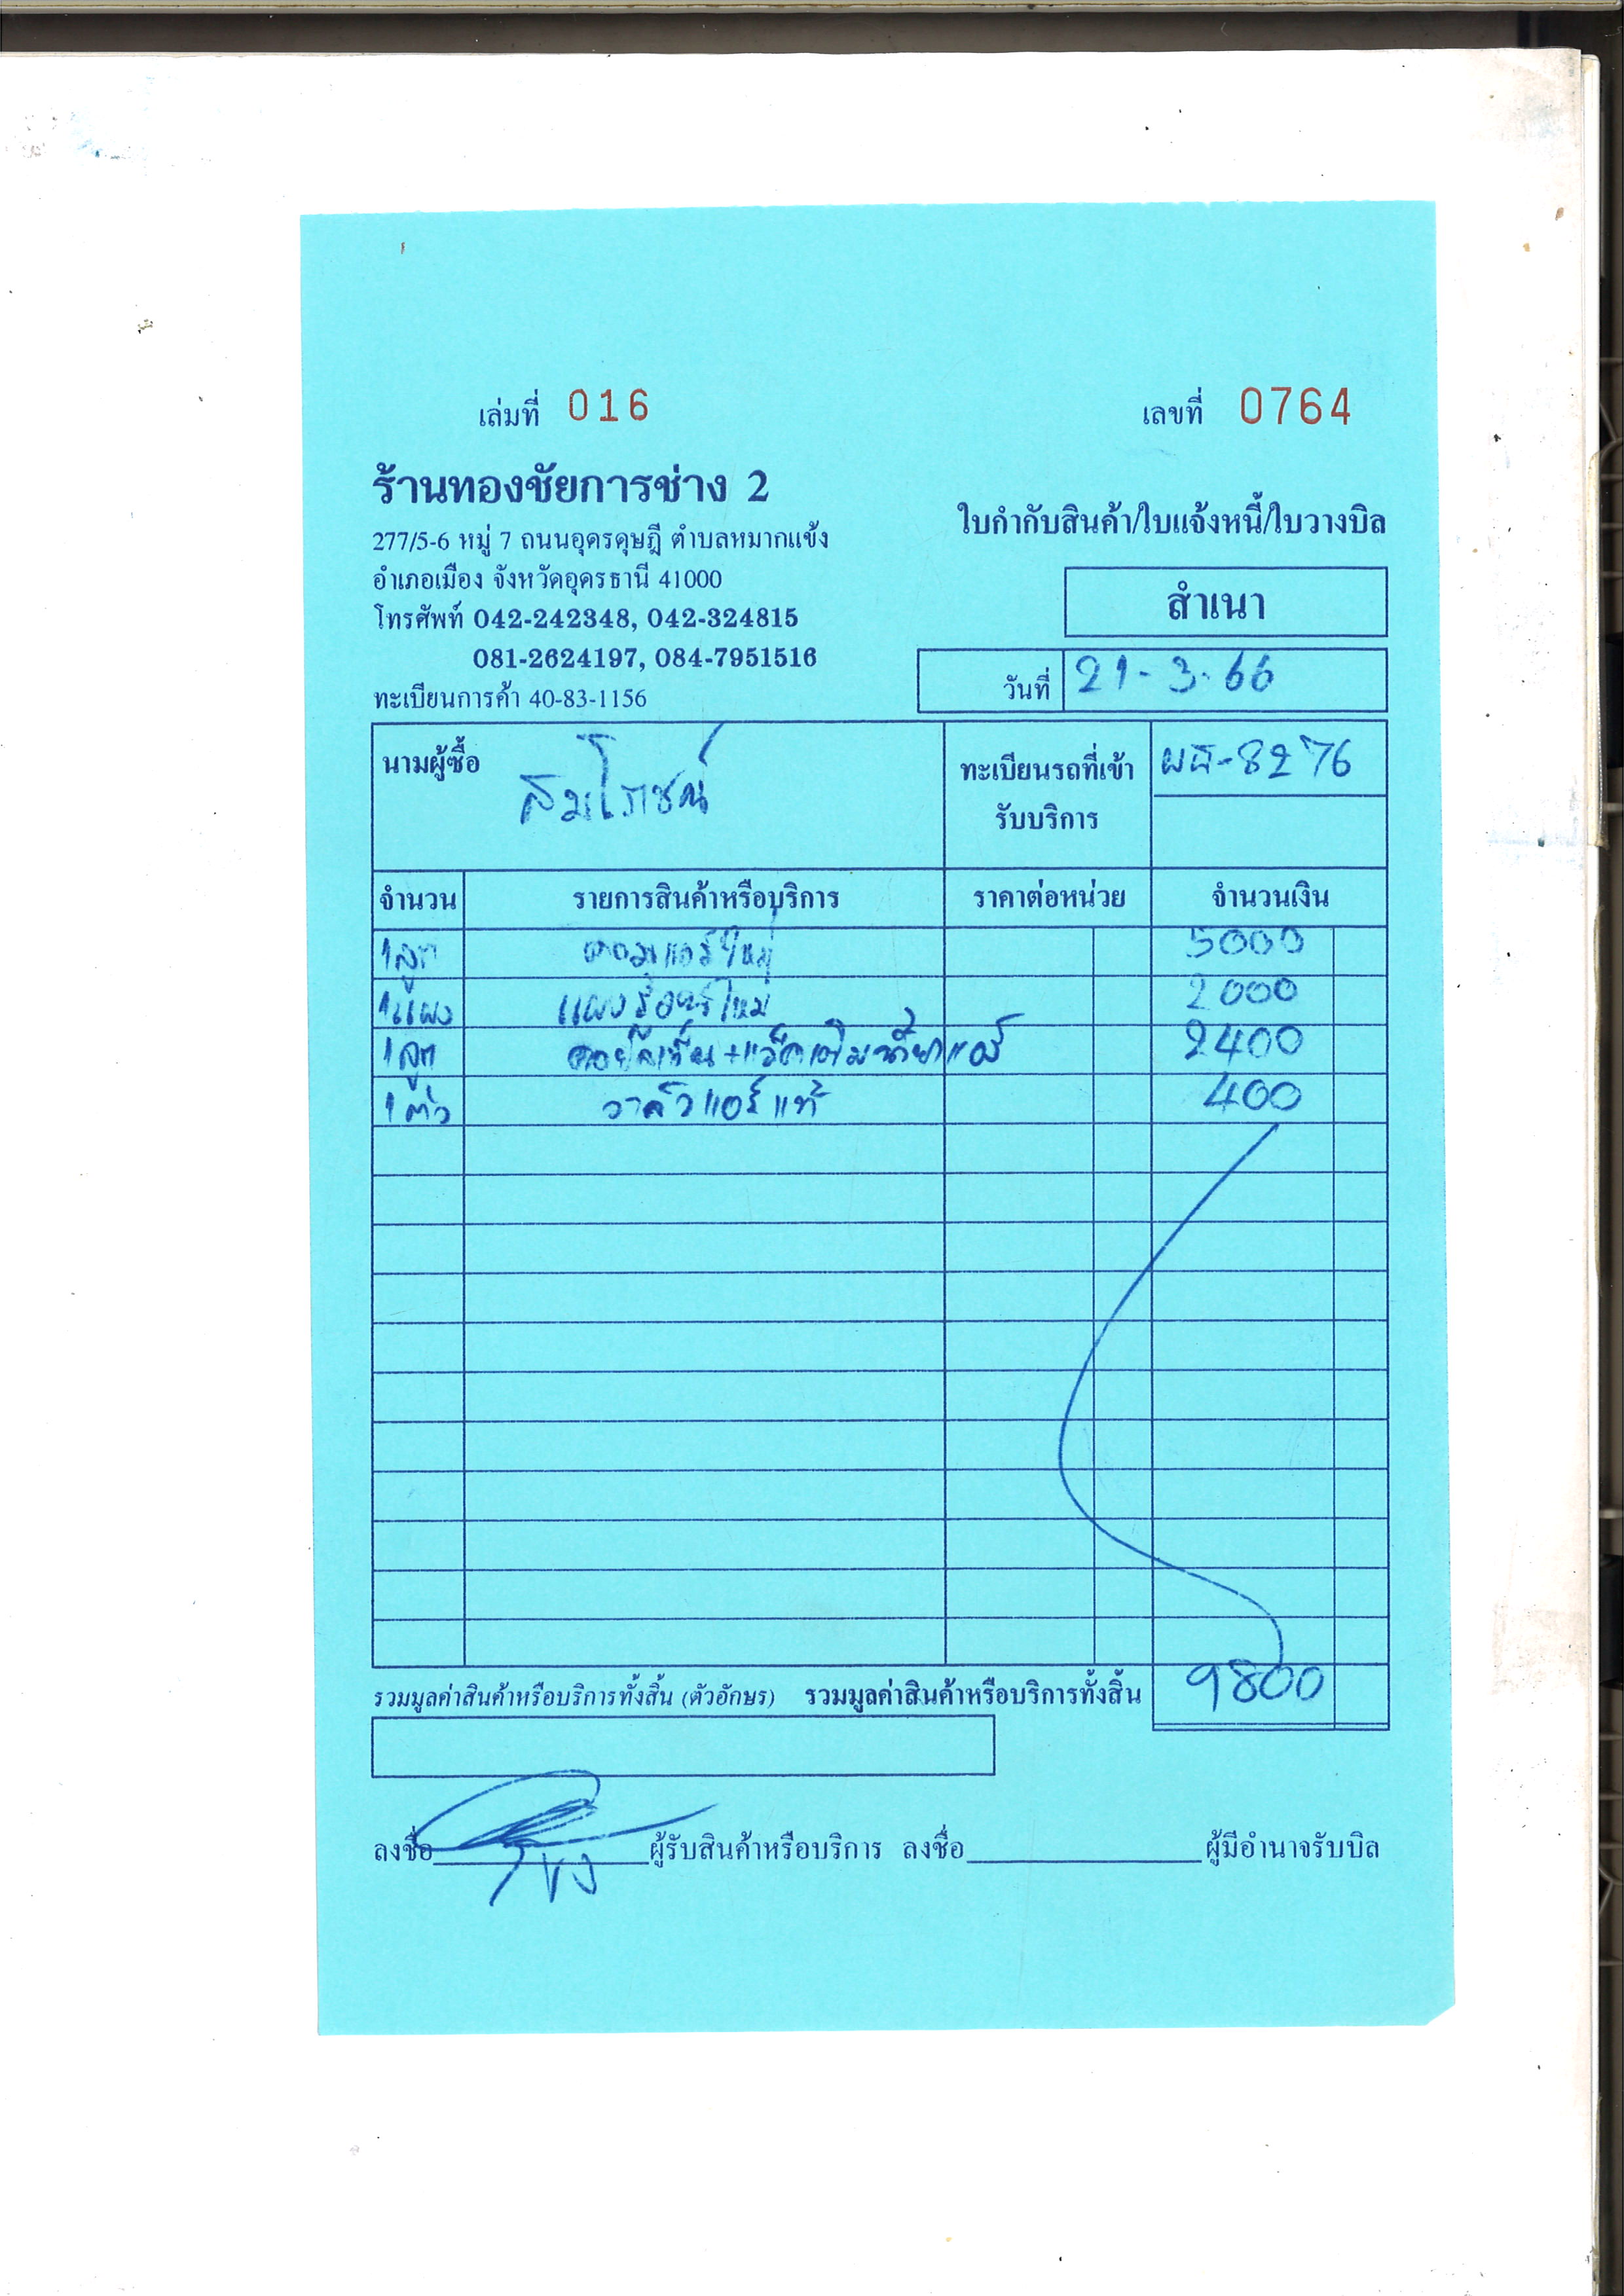 เล่มที่ 016 เลขที่ 0764
ร้านทองชัยการช่าง 2
ใบกำกับสินค้า/ใบแจ้งหนี้/ใบวางบิล
277/5-6 หมู่ 7 ถนนอุดรดุษฎี ตำบลหมากแข้ง
อำเภอเมือง จังหวัดอุดรธานี 41000
สำเนา
โทรศัพท์ 042-242348, 042-324815
081-2624197, 084-7951516
วันที่ 21-3-66
ทะเบียนการค้า 40-83-1156
นามผู้ซื้อ ทะเบียนรถที่เข้า -8276
รับบริการ
จำนวน รายการสินค้าหรือบริการ ราคาต่อหน่วย จำนวนเงิน
1 ลูก คอมแอร์ใหม่ 5000
1 แผง แผงร้อนใหม่ 2000
1 ลูก คอยล์เย็น + 2400
1 ตัว วาล์วแอร์แท้ 400
รวมมูลค่าสินค้าหรือบริการทั้งสิ้น (ตัวอักษร) รวมมูลค่าสินค้าหรือบริการทั้งสิ้น 9800
ลงชื่อ ผู้รับสินค้าหรือบริการ ลงชื่อ ผู้มีอำนาจรับบิล